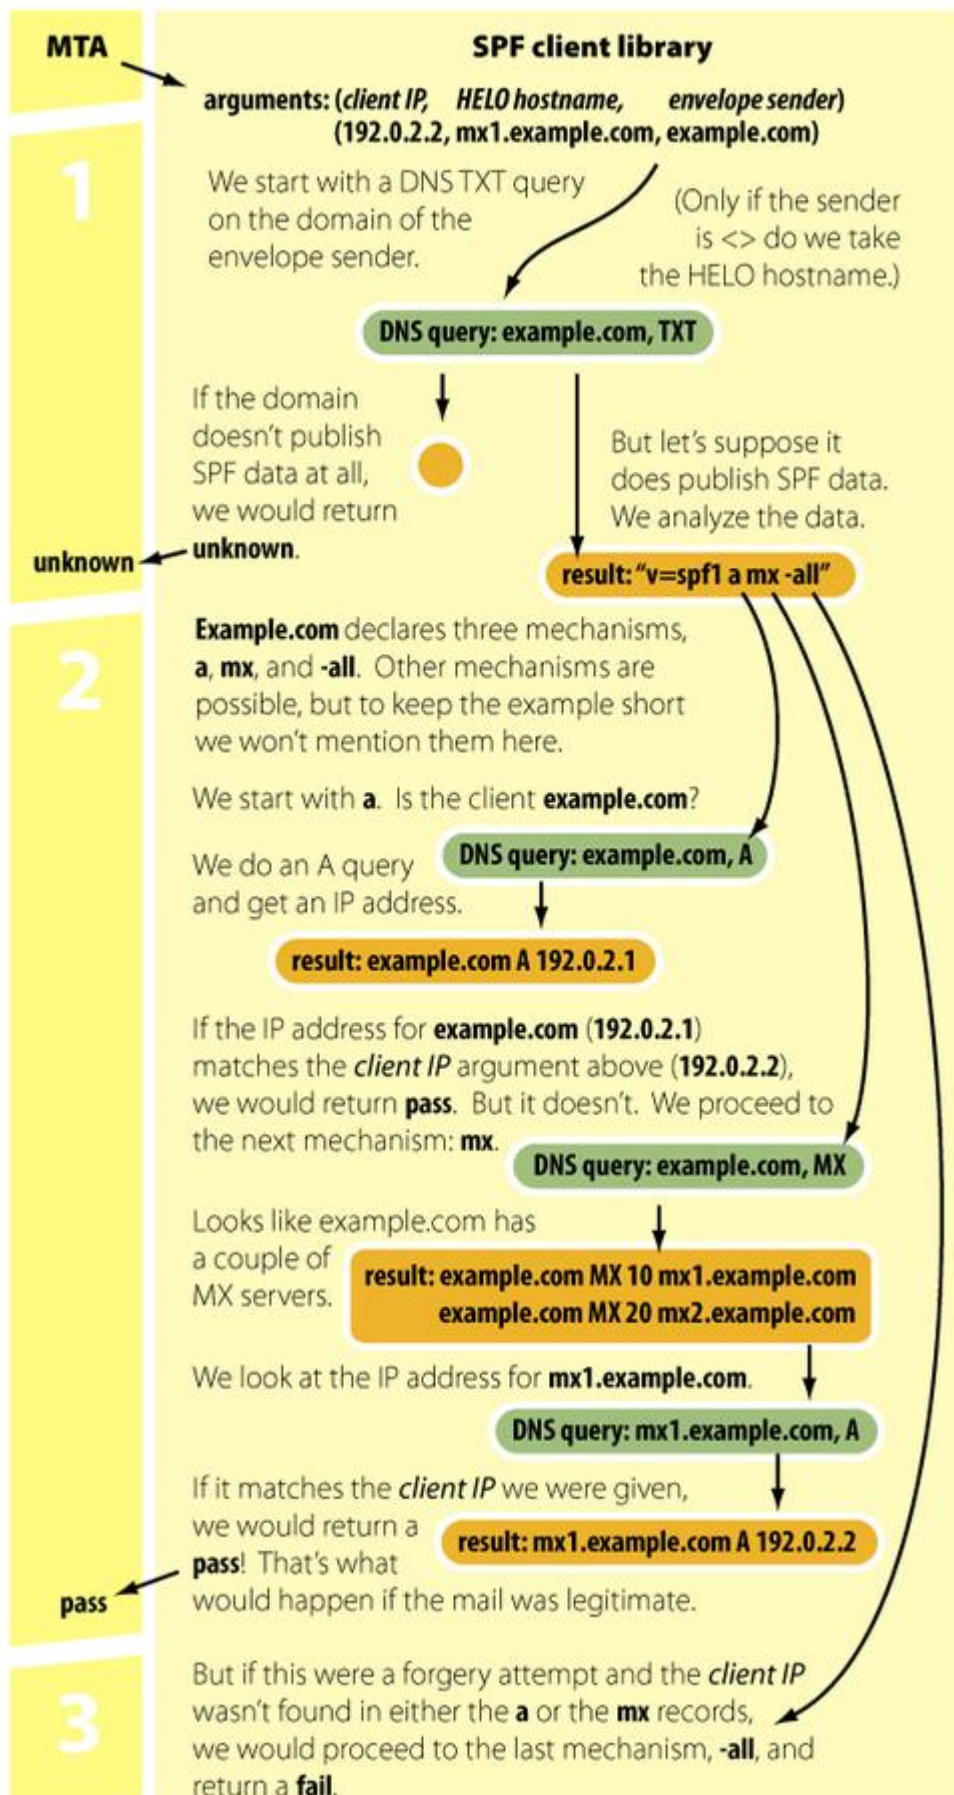 MTA
SPF client library
arguments: (client IP, HELO hostname, envelope sender)
(192.0.2.2, mx1.example.com, example.com)
1
We start with a DNS TXT query
on the domain of the
envelope sender.
(Only if the sender
is <> do we take
the HELO hostname.)
DNS query: example.com, TXT
If the domain
doesn't publish
SPF data at all,
we would return
unknown.
unknown
But let's suppose it
does publish SPF data.
We analyze the data.
result: “v=spf1 a mx -all”
2
Example.com declares three mechanisms,
a, mx, and -all. Other mechanisms are
possible, but to keep the example short
we won't mention them here.
We start with a. Is the client example.com?
DNS query: example.com, A
We do an A query
and get an IP address.
result: example.com A 192.0.2.1
If the IP address for example.com (192.0.2.1)
matches the client IP argument above (192.0.2.2),
we would return pass. But it doesn't. We proceed to
the next mechanism: mx.
DNS query: example.com, MX
Looks like example.com has
a couple of
MX servers.
result: example.com MX 10 mx1.example.com
example.com MX 20 mx2.example.com
We look at the IP address for mx1.example.com.
DNS query: mx1.example.com, A
If it matches the client IP we were given,
we would return a
pass! That's what
would happen if the mail was legitimate.
result: mx1.example.com A 192.0.2.2
pass
3
But if this were a forgery attempt and the client IP
wasn't found in either the a or the mx records,
we would proceed to the last mechanism, -all, and
return a fail.